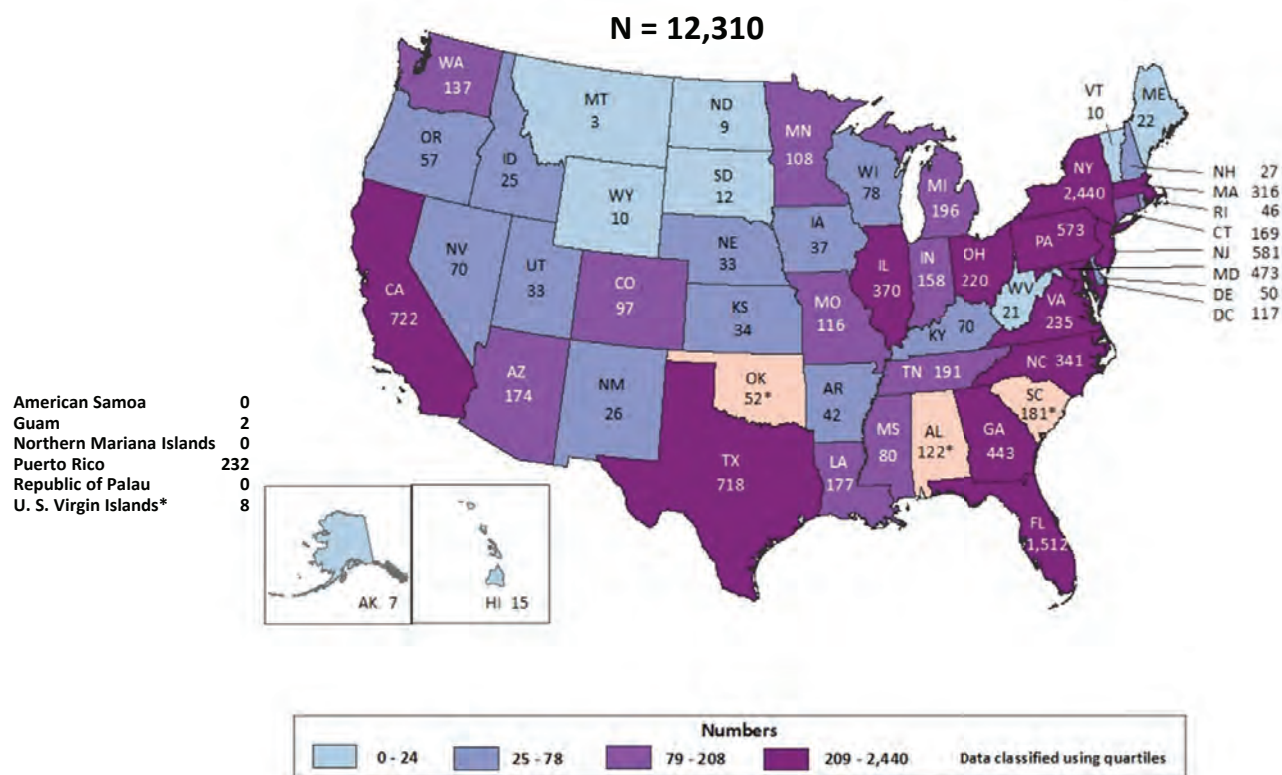 N = 12,310
WA
137
MT
3
ND
9
MN
108
VT
10
ME
22
OR
57
ID
25
SD
12
WI
78
MI
196
NY
2,440
NH 27
MA 316
RI 46
CT 169
NJ 581
MD 473
DE 50
DC 117
WY
10
IA
37
NE
33
PA 573
NV
70
UT
33
CO
97
IL
370
IN
158
OH
220
WV
21
VA
235
CA
722
KS
34
MO
116
KY 70
AZ
174
NM
26
OK
52*
AR
42
TN 191
NC 341
SC
181*
MS
80
AL
122*
GA
443
TX
718
LA
177
FL
1,512
American Samoa 0
Guam 2
Northern Mariana Islands 0
Puerto Rico 232
Republic of Palau 0
U. S. Virgin Islands* 8
AK 7
HI 15
Numbers
0 - 24 25 - 78 79 - 208 209 - 2,440 Data classified using quartiles